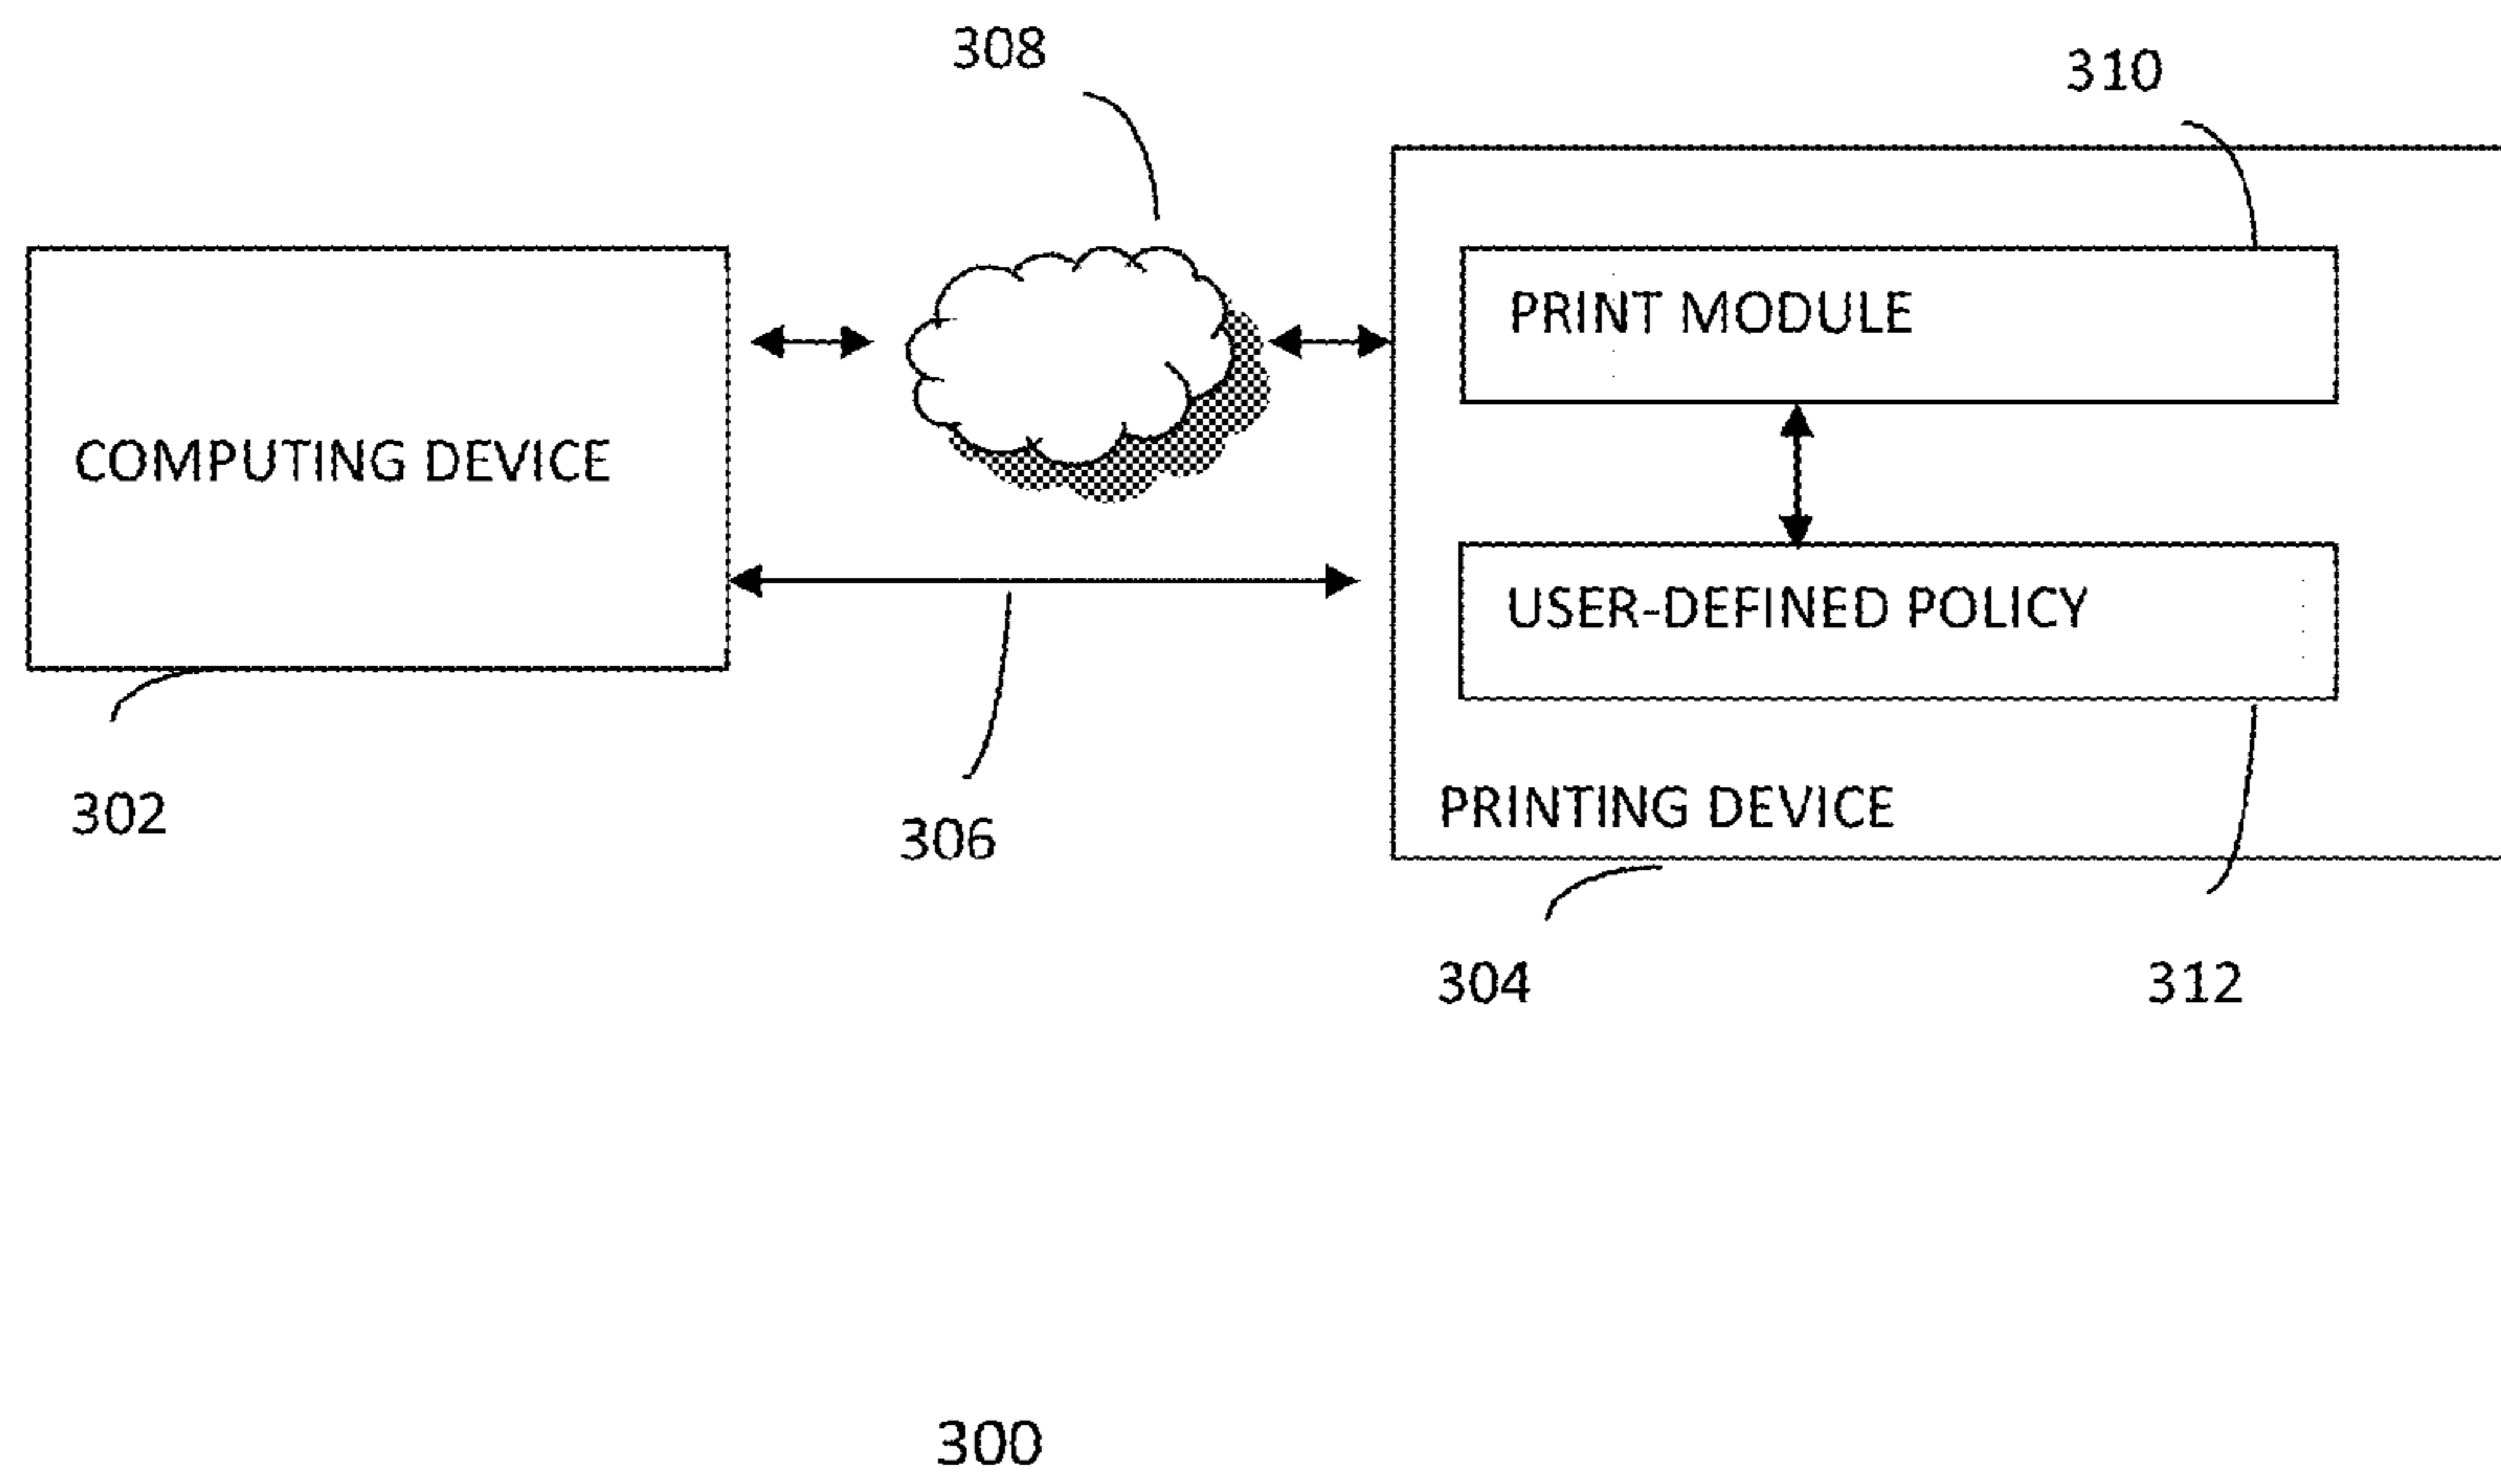 308
310
PRINT MODULE
COMPUTING DEVICE
USER-DEFINED POLICY
302
306
PRINTING DEVICE
304
312
300